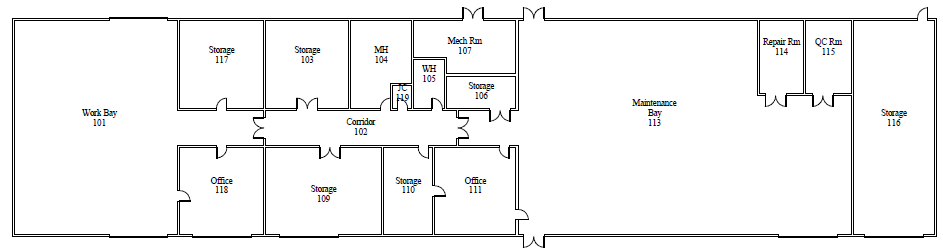 Storage
117
Storage
103
MH
104
Mech Rm
107
WH
105
JC
119
Storage
106
Repair Rm
114
QC Rm
115
Work Bay
101
Corridor
102
Maintenance
Bay
113
Storage
116
Office
118
Storage
109
Storage
110
Office
111